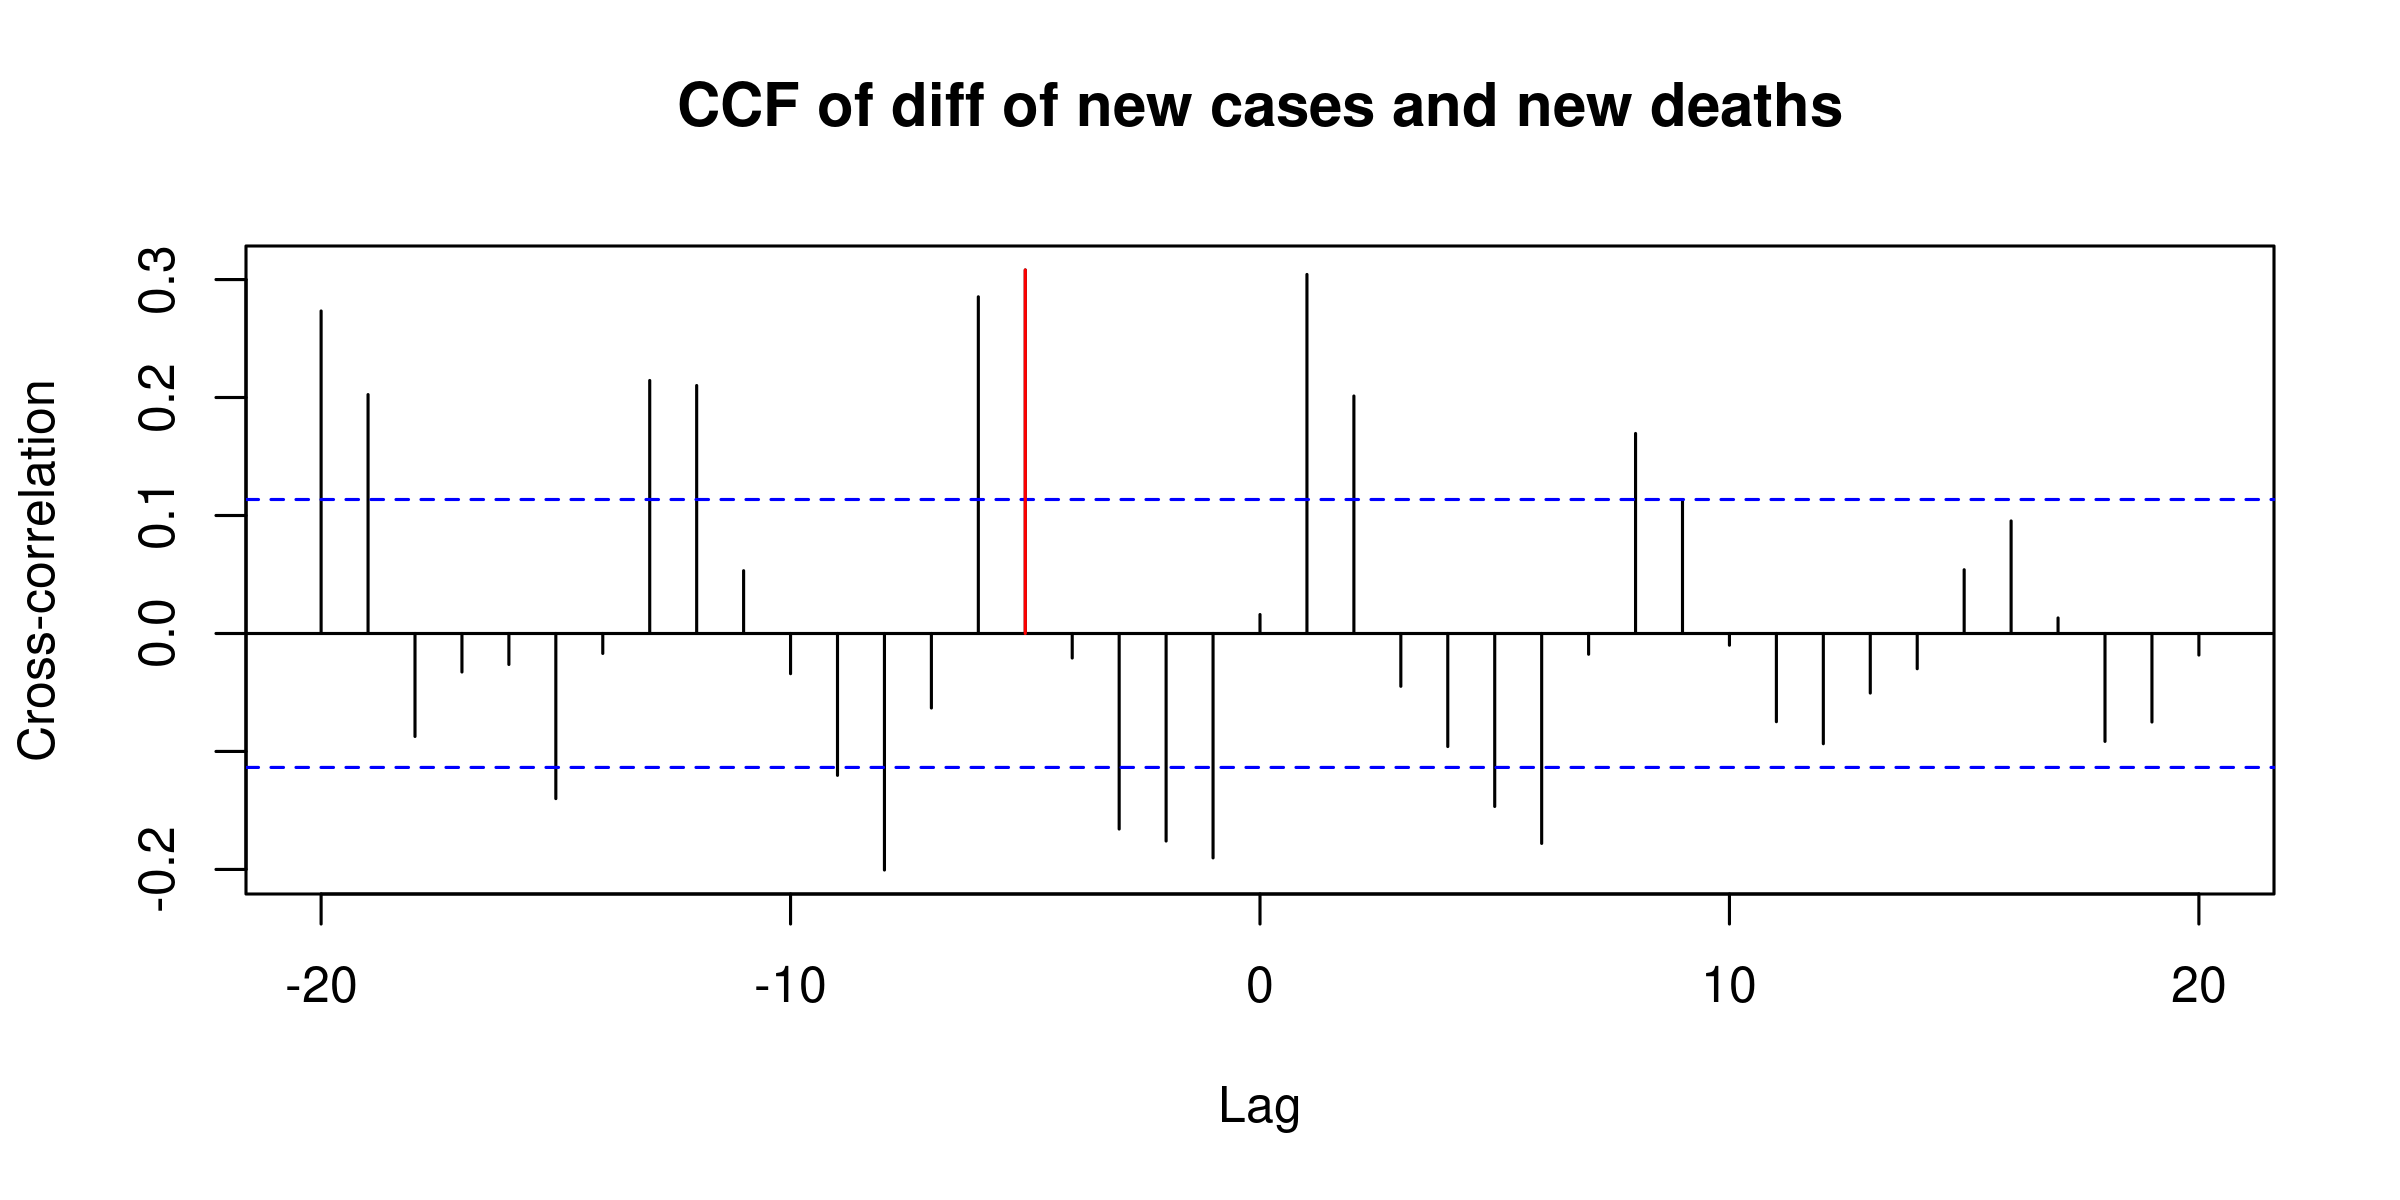 CCF of diff of new cases and new deaths
Cross-correlation
0.3
0.2
0.1
0.0
-0.2
-20 -10 0 10 20
Lag